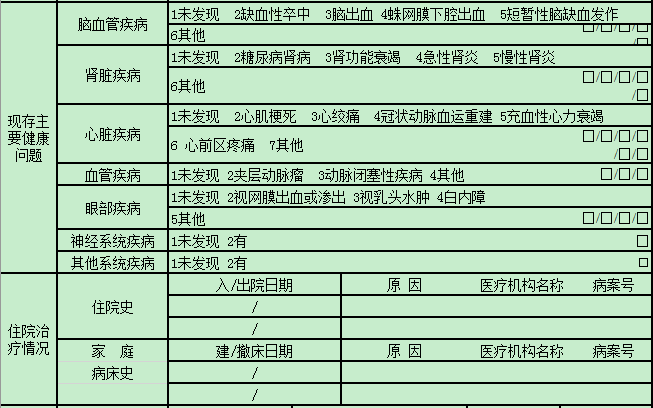 脑血管疾病
1未发现 2缺血性卒中 3脑出血 4蛛网膜下腔出血 5短暂性脑缺血发作
6其他 □/□/□/□
/□
现存主要健康问题
肾脏疾病
1未发现 2糖尿病肾病 3肾功能衰竭 4急性肾炎 5慢性肾炎
6其他 □/□/□/□
/□
心脏疾病
1未发现 2心肌梗死 3心绞痛 4冠状动脉血运重建 5充血性心力衰竭
6 心前区疼痛 7其他 □/□/□/□
/□/□
血管疾病
1未发现 2夹层动脉瘤 3动脉闭塞性疾病 4其他 □/□/□
眼部疾病
1未发现 2视网膜出血或渗出 3视乳头水肿 4白内障
5其他 □/□/□/□
神经系统疾病 1未发现 2有 □
其他系统疾病 1未发现 2有 □
住院治疗情况
住院史
入/出院日期 原 因 医疗机构名称 病案号
/
/
家 庭
病床史
建/撤床日期 原 因 医疗机构名称 病案号
/
/